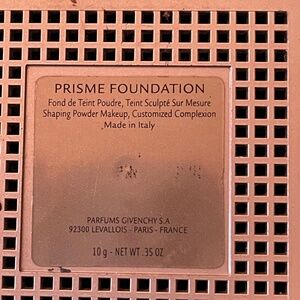 PRISME FOUNDATION
Fond de Teint Poudre, Teint Sculpté Sur Mesure
Shaping Powder Makeup, Customized Complexion
Made in Italy
PARFUMS GIVENCHY S.A
92300 LEVALLOIS - PARIS - FRANCE
10 g - NET WT .35 OZ